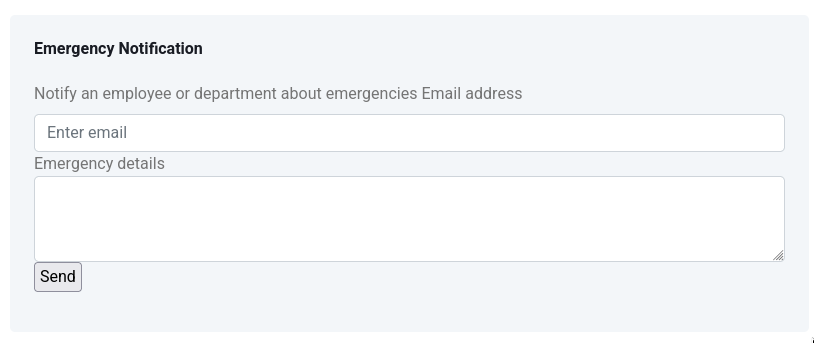 Emergency Notification
Notify an employee or department about emergencies Email address
Enter email
Emergency details
Send